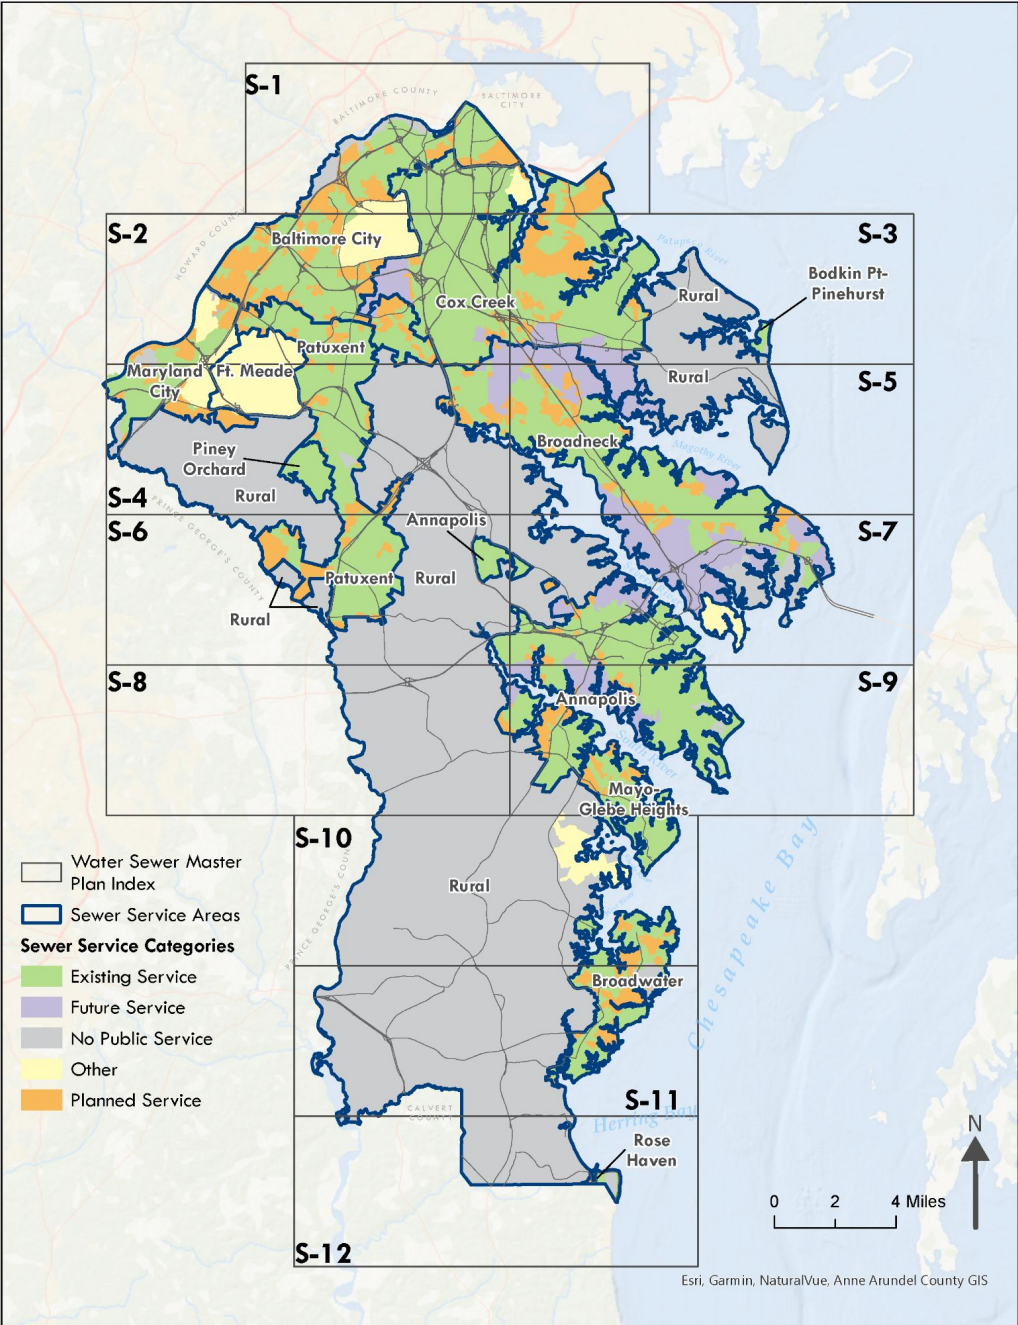 S-1
BALTIMORE COUNTY
BALTIMORE
CITY
S-2
S-3
HOWARD COUNTY
Baltimore City
Patapsco River
Rural
Bodkin Pt-
Pinehurst
Cox Creek
Patuxent
Maryland
City
Ft. Meade
Rural
S-5
Broadneck
Magothy River
Piney
Orchard
Rural
S-4
PRINCE GEORGE'S COUNTY
S-6
Annapolis
S-7
Patuxent
Rural
Rural
S-8
S-9
Annapolis
South River
Mayo-
Glebe Heights
S-10
PRINCE GEORGE'S COUNTY
Rural
Chesapeake Bay
Broadwater
S-11
CALVERT
COUNTY
Herring Bay
Rose
Haven
S-12
Water Sewer Master
Plan Index
Sewer Service Areas
Sewer Service Categories
Existing Service
Future Service
No Public Service
Other
Planned Service
N
0 2 4 Miles
Esri, Garmin, NaturalVue, Anne Arundel County GIS